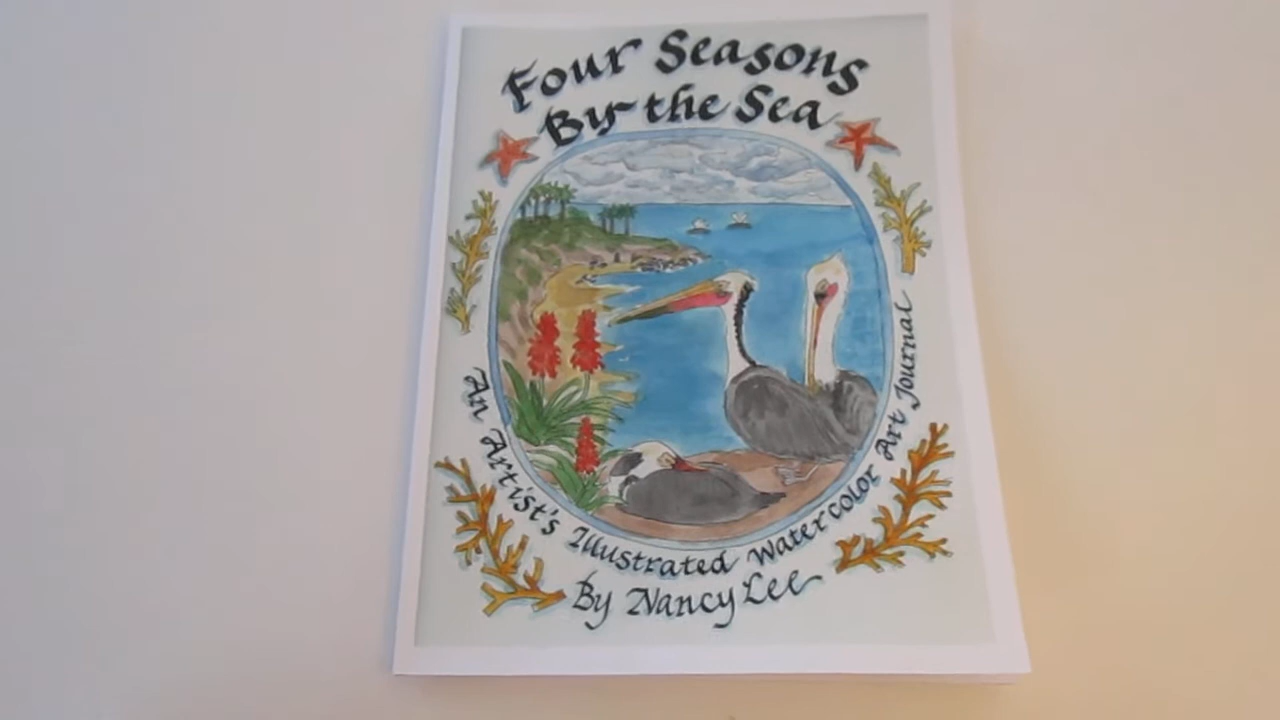 Four Seasons
By the Sea
An Artist's Illustrated Watercolor Art Journal
By Nancy Lee